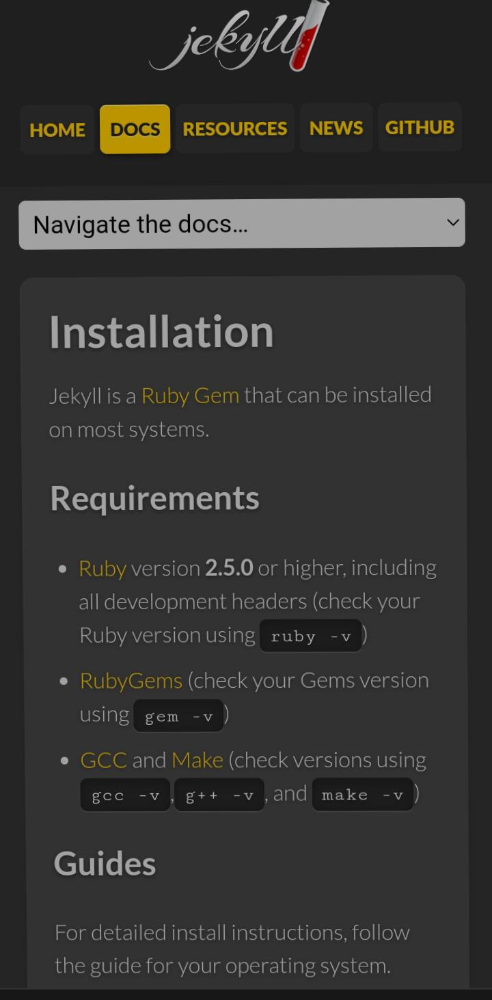 jekyll
HOME DOCS RESOURCES NEWS GITHUB
Navigate the docs…
Installation
Jekyll is a Ruby Gem that can be installed
on most systems.
Requirements
• Ruby version 2.5.0 or higher, including
all development headers (check your
Ruby version using ruby -v)
• RubyGems (check your Gems version
using gem -v)
• GCC and Make (check versions using
gcc -v,g++ -v, and make -v)
Guides
For detailed install instructions, follow
the guide for your operating system.